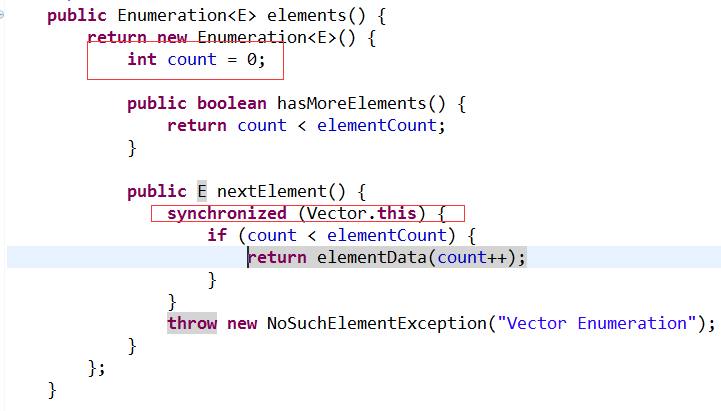 public Enumeration<E> elements() {
return new Enumeration<E>() {
int count = 0;
public boolean hasMoreElements() {
return count < elementCount;
}
public E nextElement() {
synchronized (Vector.this) {
if (count < elementCount) {
return elementData(count++);
}
}
throw new NoSuchElementException("Vector Enumeration");
}
};
}